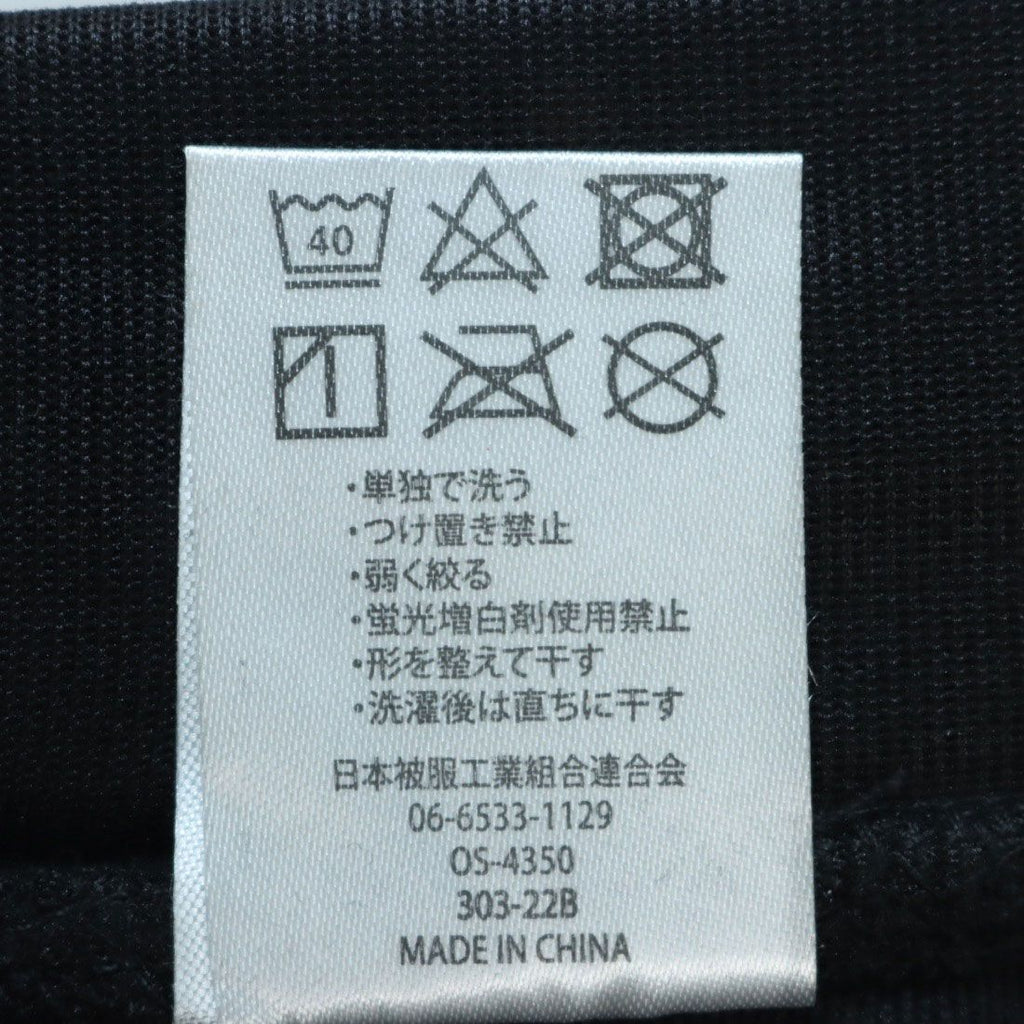 40
・単独で洗う
・つけ置き禁止
・弱く絞る
・蛍光増白剤使用禁止
・形を整えて干す
・洗濯後は直ちに干す
日本被服工業組合連合会
06-6533-1129
OS-4350
303-22B
MADE IN CHINA